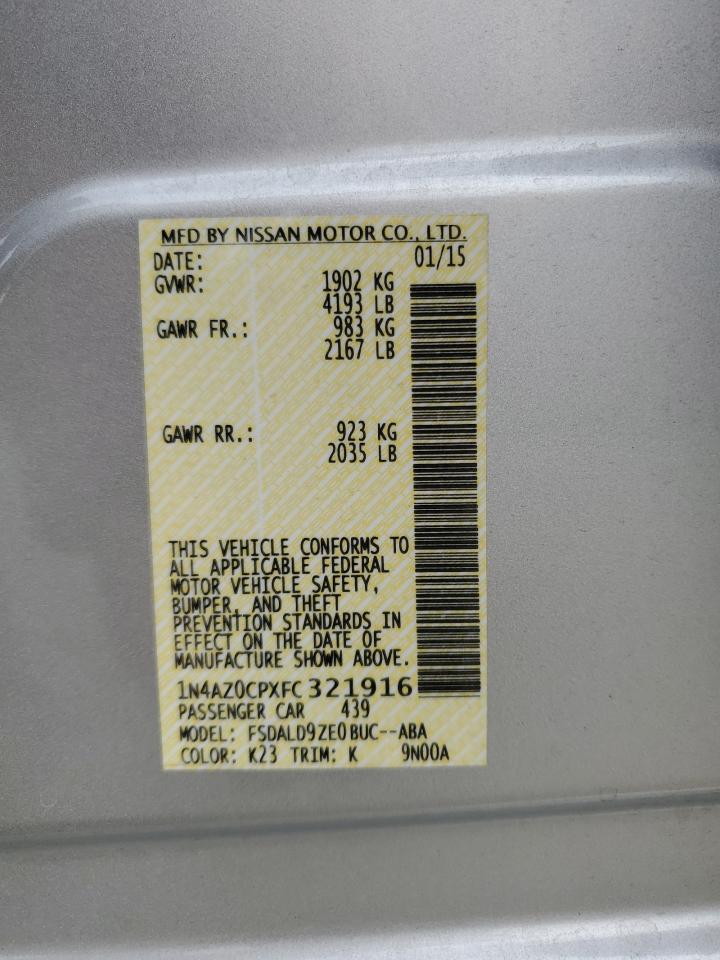 MFD BY NISSAN MOTOR CO., LTD.
DATE: 01/15
GVWR: 1902 KG
4193 LB
GAWR FR.: 983 KG
2167 LB
GAWR RR.: 923 KG
2035 LB
THIS VEHICLE CONFORMS TO
ALL APPLICABLE FEDERAL
MOTOR VEHICLE SAFETY,
BUMPER, AND THEFT
PREVENTION STANDARDS IN
EFFECT ON THE DATE OF
MANUFACTURE SHOWN ABOVE.
1N4AZ0CPXFC 321916
PASSENGER CAR 439
MODEL: FSDALD9ZE0BUC--ABA
COLOR: K23 TRIM: K 9N00A